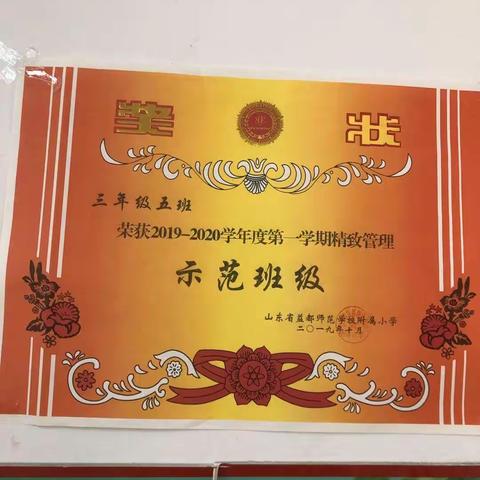 奖状
三年级五班
荣获2019-2020学年度第一学期精致管理
示范班级
山东省益都师范学校附属小学
二〇一九年十月